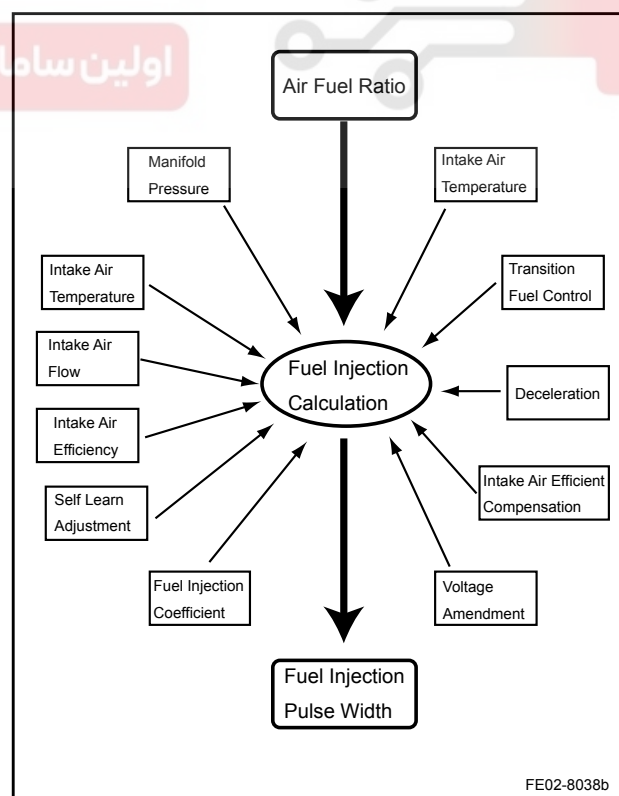 اولین ساما
Air Fuel Ratio
Manifold
Pressure
Intake Air
Temperature
Intake Air
Temperature
Transition
Fuel Control
Intake Air
Flow
Fuel Injection
Calculation
Deceleration
Intake Air
Efficiency
Intake Air Efficient
Compensation
Self Learn
Adjustment
Fuel Injection
Coefficient
Voltage
Amendment
Fuel Injection
Pulse Width
FE02-8038b